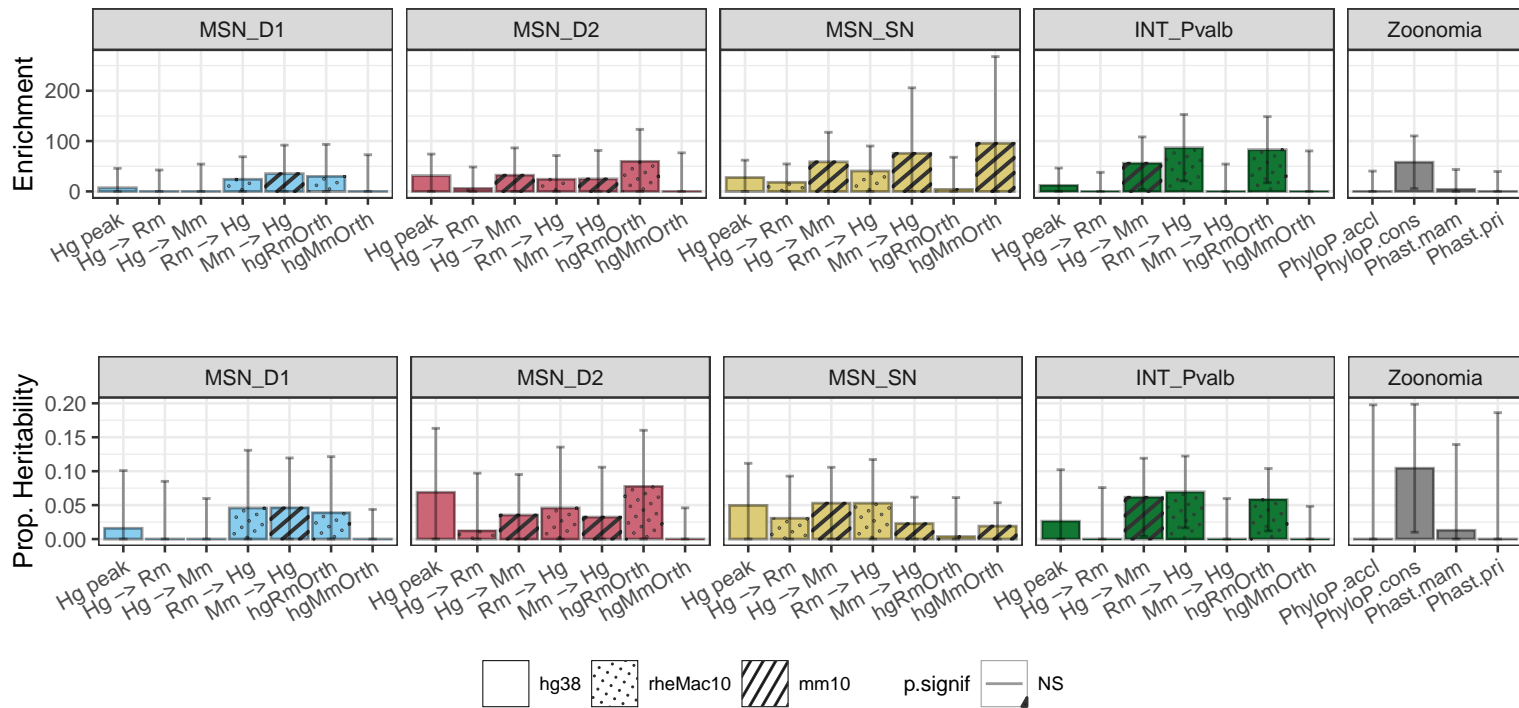 MSN_D1 MSN_D2 MSN_SN INT_Pvalb Zoonomia
Enrichment
200
100
0
Hg peak Hg −> Rm Hg −> Mm Rm −> Hg Mm −> Hg hgRmOrth hgMmOrth Hg peak Hg −> Rm Hg −> Mm Rm −> Hg Mm −> Hg hgRmOrth hgMmOrth Hg peak Hg −> Rm Hg −> Mm Rm −> Hg Mm −> Hg hgRmOrth hgMmOrth Hg peak Hg −> Rm Hg −> Mm Rm −> Hg Mm −> Hg hgRmOrth hgMmOrth PhyloP.accl PhyloP.cons Phast.mam Phast.pri
MSN_D1 MSN_D2 MSN_SN INT_Pvalb Zoonomia
Prop. Heritability
0.20
0.15
0.10
0.05
0.00
Hg peak Hg −> Rm Hg −> Mm Rm −> Hg Mm −> Hg hgRmOrth hgMmOrth Hg peak Hg −> Rm Hg −> Mm Rm −> Hg Mm −> Hg hgRmOrth hgMmOrth Hg peak Hg −> Rm Hg −> Mm Rm −> Hg Mm −> Hg hgRmOrth hgMmOrth Hg peak Hg −> Rm Hg −> Mm Rm −> Hg Mm −> Hg hgRmOrth hgMmOrth PhyloP.accl PhyloP.cons Phast.mam Phast.pri
hg38 rheMac10 mm10 p.signif NS